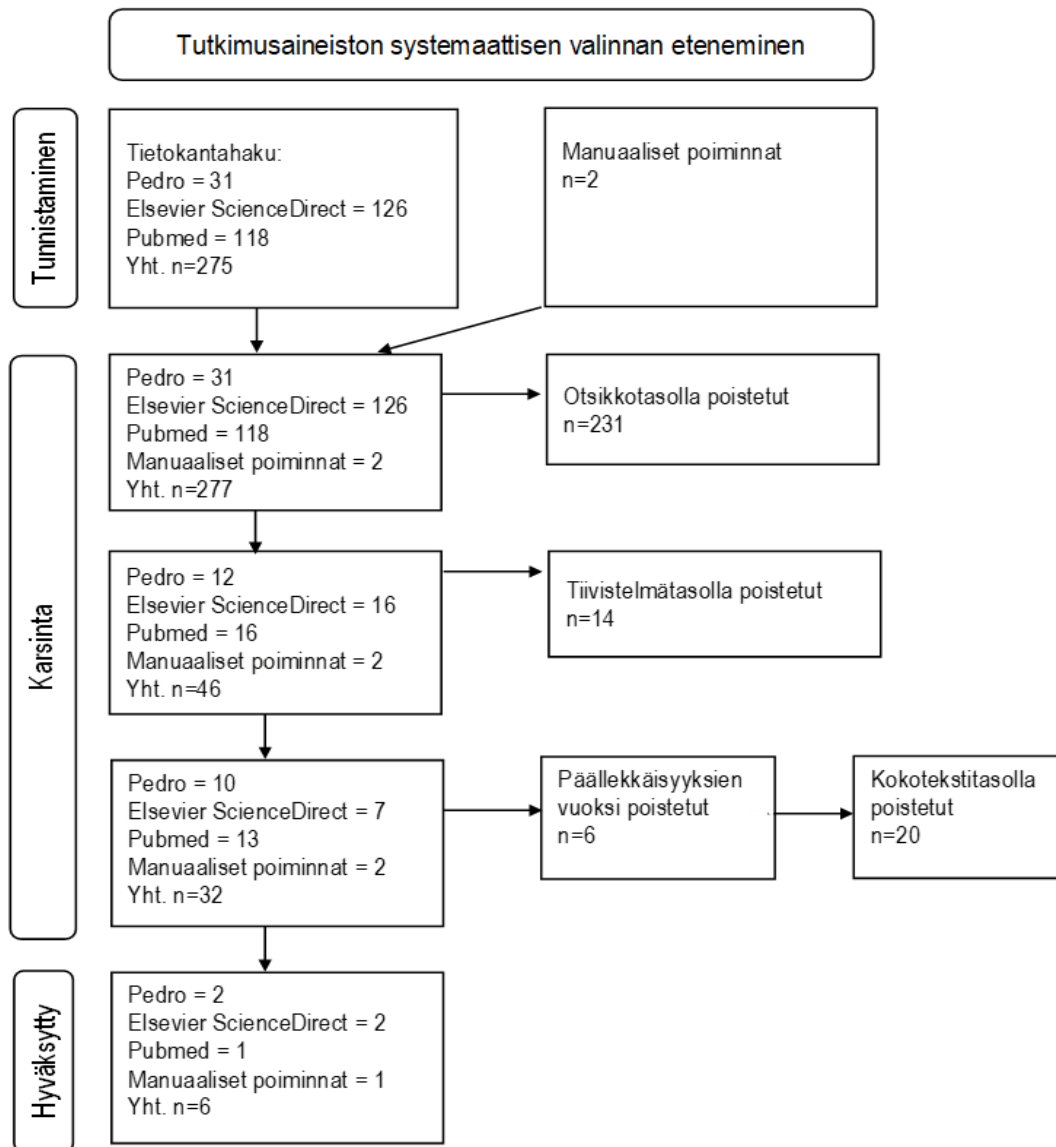 Tutkimusaineiston systemaattisen valinnan eteneminen
Tunnistaminen
Tietokantahaku:
Pedro = 31
Elsevier ScienceDirect = 126
Pubmed = 118
Yht. n=275
Manuaaliset poiminnat
n=2
Karsinta
Pedro = 31
Elsevier ScienceDirect = 126
Pubmed = 118
Manuaaliset poiminnat = 2
Yht. n=277
Otsikkotasolla poistetut
n=231
Pedro = 12
Elsevier ScienceDirect = 16
Pubmed = 16
Manuaaliset poiminnat = 2
Yht. n=46
Tiivistelmätasolla poistetut
n=14
Pedro = 10
Elsevier ScienceDirect = 7
Pubmed = 13
Manuaaliset poiminnat = 2
Yht. n=32
Päällekkäisyyksien
vuoksi poistetut
n=6
Kokotekstitasolla
poistetut
n=20
Hyväksytty
Pedro = 2
Elsevier ScienceDirect = 2
Pubmed = 1
Manuaaliset poiminnat = 1
Yht. n=6